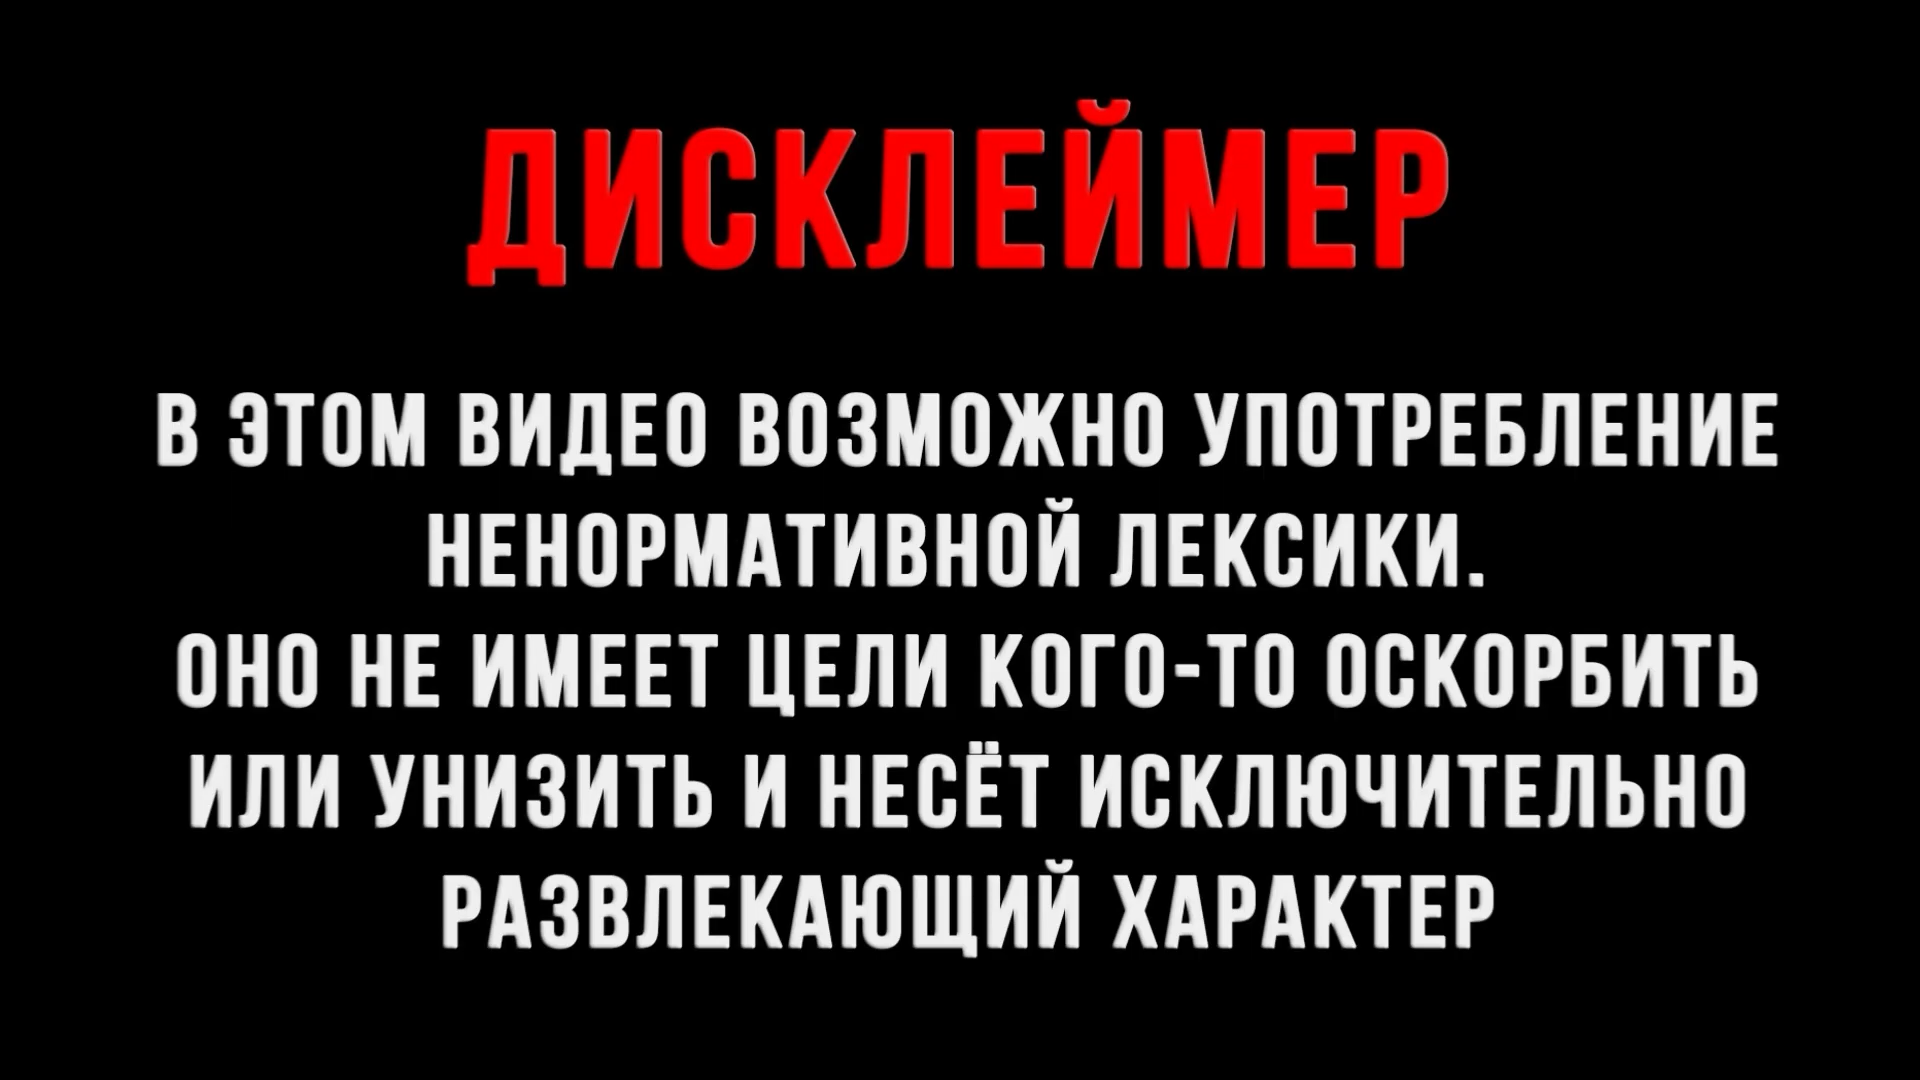 ДИСКЛЕЙМЕР
В ЭТОМ ВИДЕО ВОЗМОЖНО УПОТРЕБЛЕНИЕ
НЕНОРМАТИВНОЙ ЛЕКСИКИ.
ОНО НЕ ИМЕЕТ ЦЕЛИ КОГО-ТО ОСКОРБИТЬ
ИЛИ УНИЗИТЬ И НЕСЁТ ИСКЛЮЧИТЕЛЬНО
РАЗВЛЕКАЮЩИЙ ХАРАКТЕР